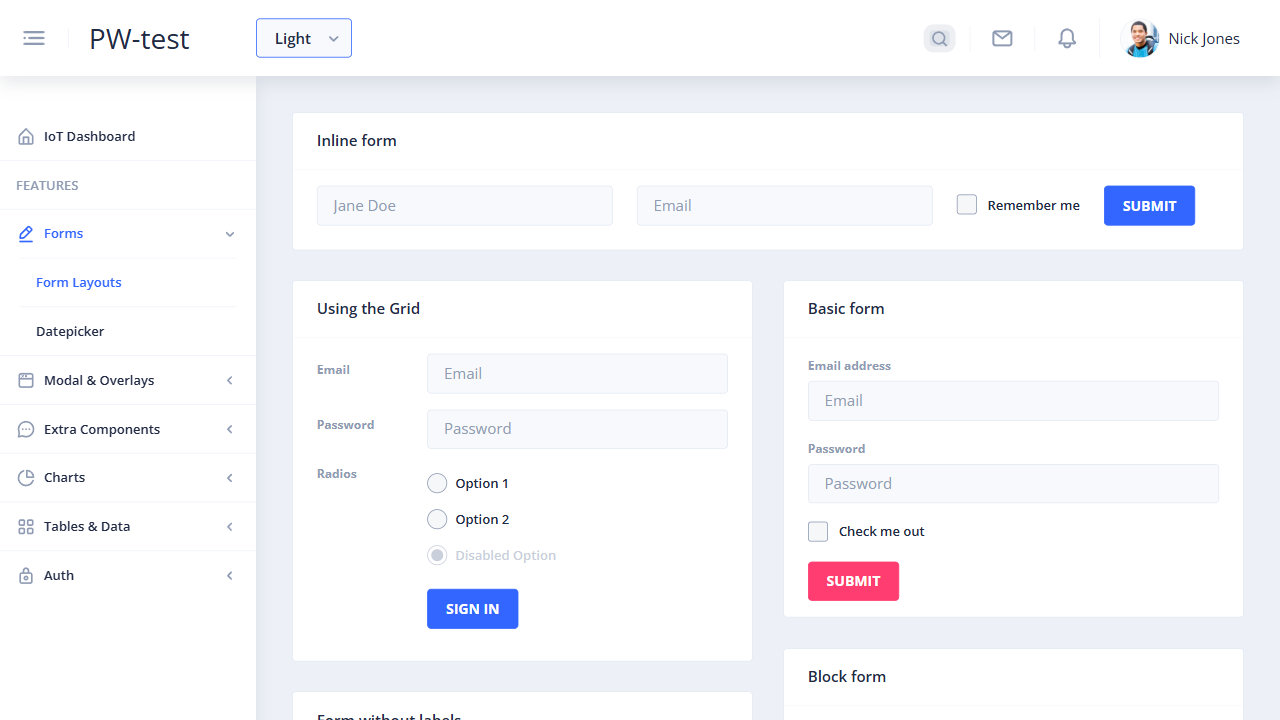 PW-test
Light
Nick Jones
IoT Dashboard
FEATURES
Forms
Form Layouts
Datepicker
Modal & Overlays
Extra Components
Charts
Tables & Data
Auth
Inline form
Jane Doe
Email
Remember me
SUBMIT
Using the Grid
Email
Email
Password
Password
Radios
Option 1
Option 2
Disabled Option
SIGN IN
Basic form
Email address
Email
Password
Password
Check me out
SUBMIT
Form without labels
Block form